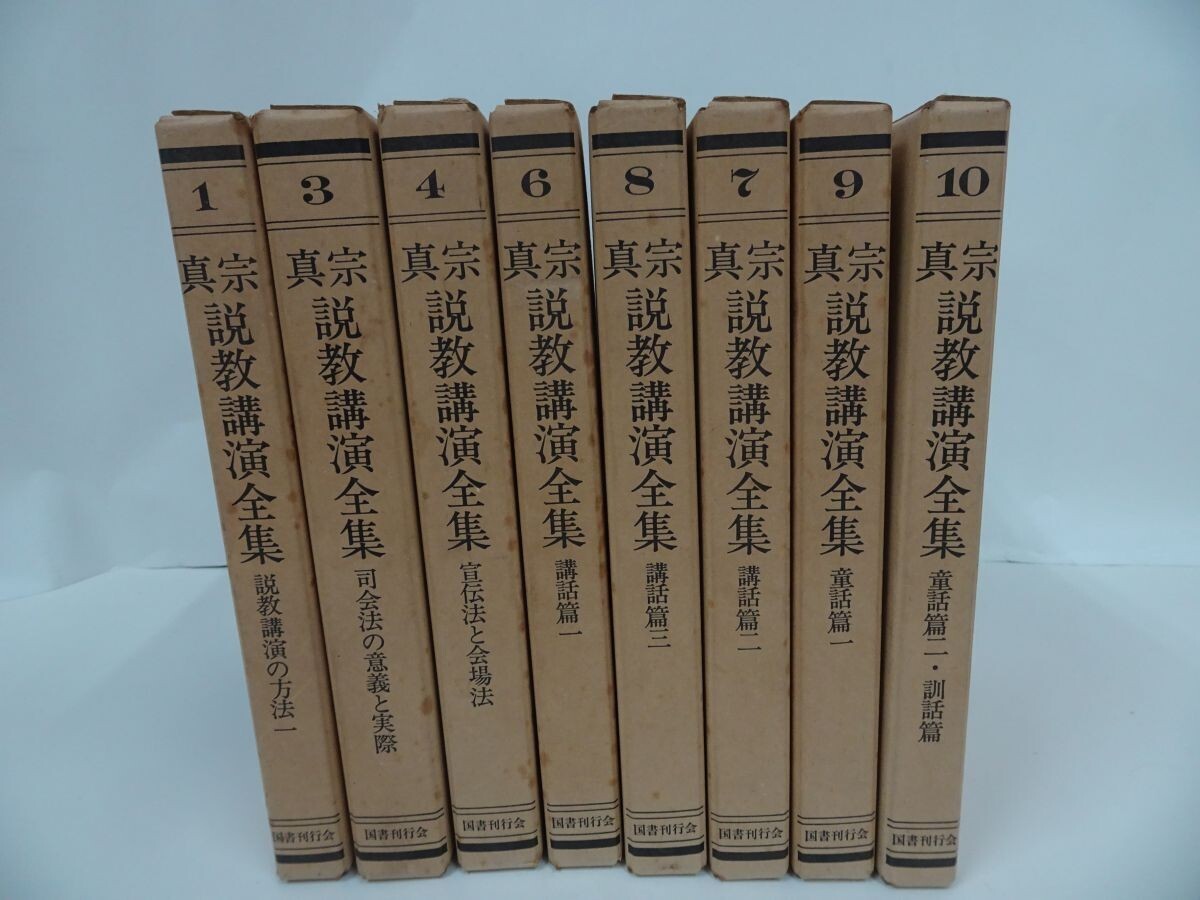 1
真宗
説教講演全集
説教講演の方法一
国書刊行会
3
真宗
説教講演全集
司会法の意義と実際
国書刊行会
4
真宗
説教講演全集
宣伝法と会場法
国書刊行会
6
真宗
説教講演全集
講話篇一
国書刊行会
8
真宗
説教講演全集
講話篇三
国書刊行会
7
真宗
説教講演全集
講話篇二
国書刊行会
9
真宗
説教講演全集
童話篇一
国書刊行会
10
真宗
説教講演全集
童話篇二・訓話篇
国書刊行会